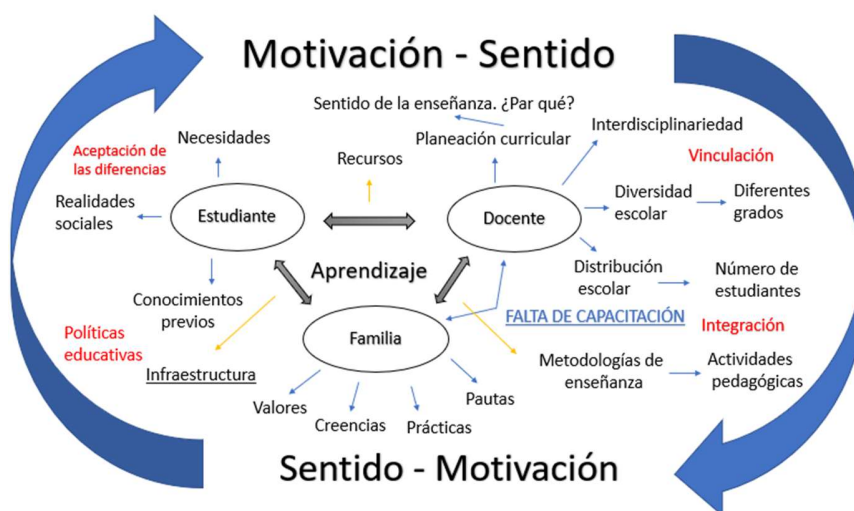 Motivación - Sentido
Sentido de la enseñanza. ¿Par qué?
Necesidades
Planeación curricular
Interdisciplinariedad
Aceptación de
las diferencias
Recursos
Vinculación
Realidades
sociales
Estudiante
Docente
Diversidad
escolar
Diferentes
grados
Aprendizaje
Distribución
escolar
Número de
estudiantes
Conocimientos
previos
FALTA DE CAPACITACIÓN
Integración
Políticas
educativas
Familia
Infraestructura
Metodologías de
enseñanza
Actividades
pedagógicas
Valores
Creencias
Prácticas
Pautas
Sentido - Motivación